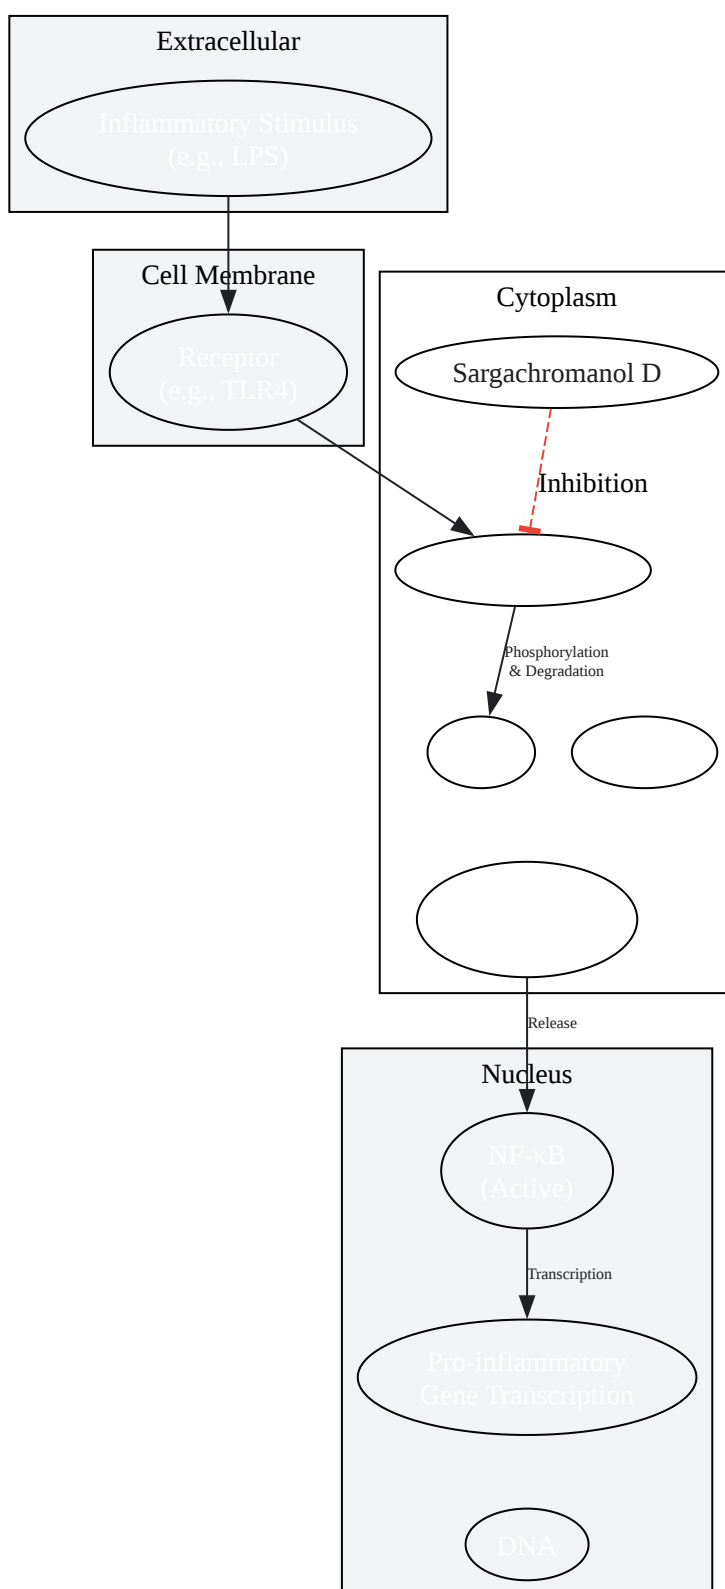 Extracellular
Inflammatory Stimulus
(e.g., LPS)
Cell Membrane
Receptor
(e.g., TLR4)
Cytoplasm
Sargachromanol D
Inhibition
Phosphorylation
& Degradation
Release
Nucleus
NF-κB
(Active)
Transcription
Pro-inflammatory
Gene Transcription
DNA